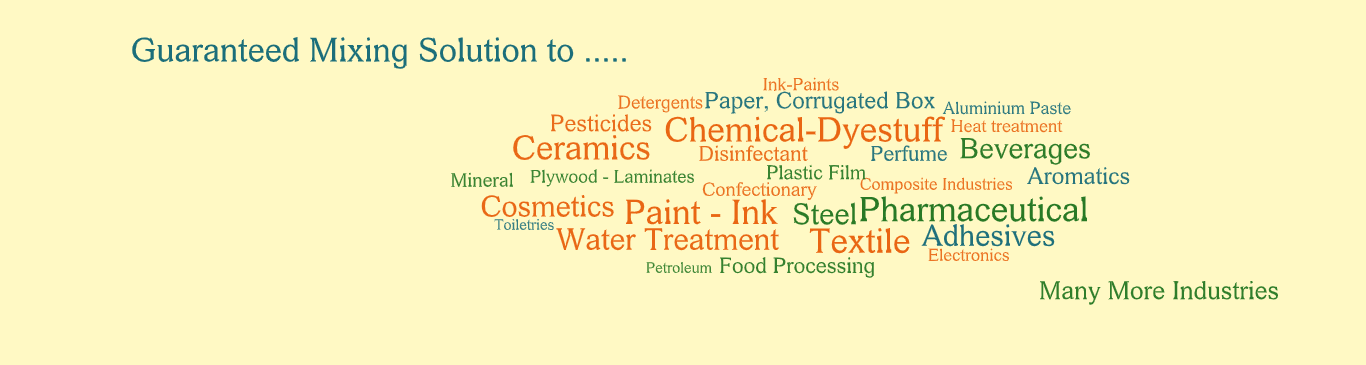 Guaranteed Mixing Solution to .....
Ink-Paints
Detergents Paper, Corrugated Box Aluminium Paste
Pesticides Chemical-Dyestuff Heat treatment
Ceramics Disinfectant Perfume Beverages
Mineral Plywood - Laminates Plastic Film Aromatics
Confectionary Composite Industries
Cosmetics Paint - Ink Steel Pharmaceutical
Toiletries Water Treatment Textile Adhesives
Electronics
Petroleum Food Processing
Many More Industries